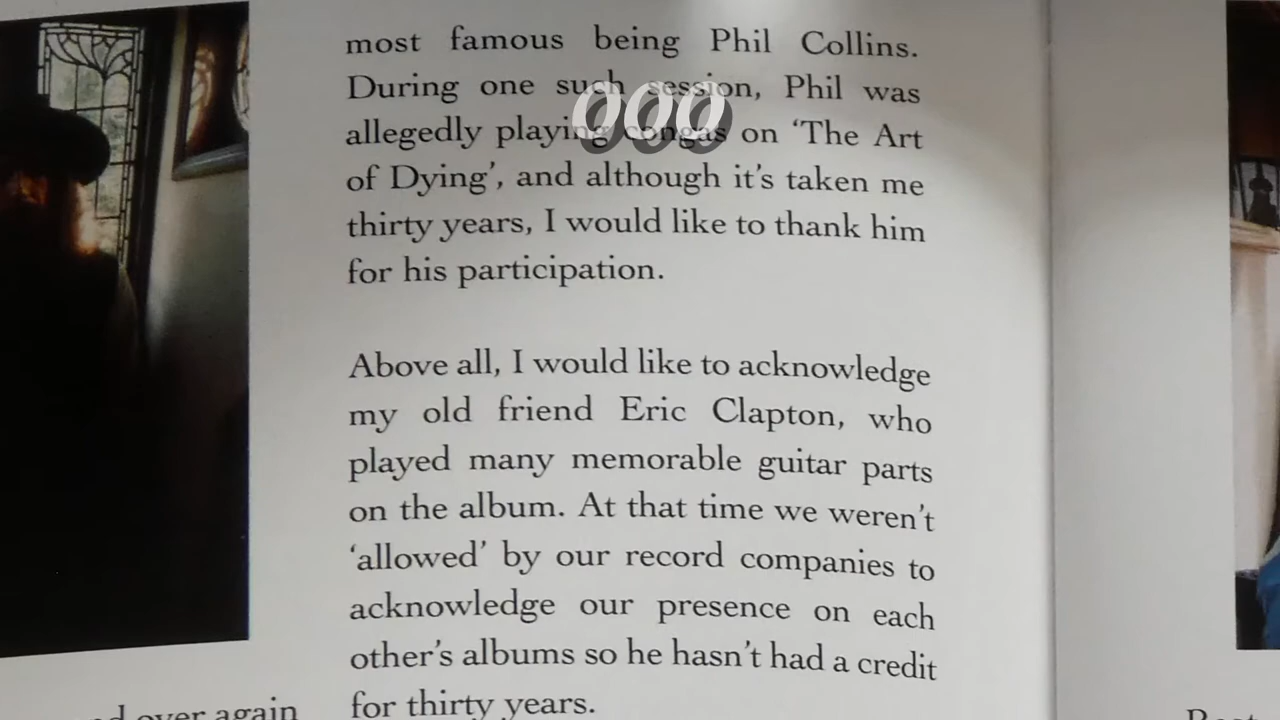 most famous being Phil Collins.
During one such session, Phil was
allegedly playing congas on ‘The Art
of Dying’, and although it’s taken me
thirty years, I would like to thank him
for his participation.
Above all, I would like to acknowledge
my old friend Eric Clapton, who
played many memorable guitar parts
on the album. At that time we weren’t
‘allowed’ by our record companies to
acknowledge our presence on each
other’s albums so he hasn’t had a credit
for thirty years.
000
over again